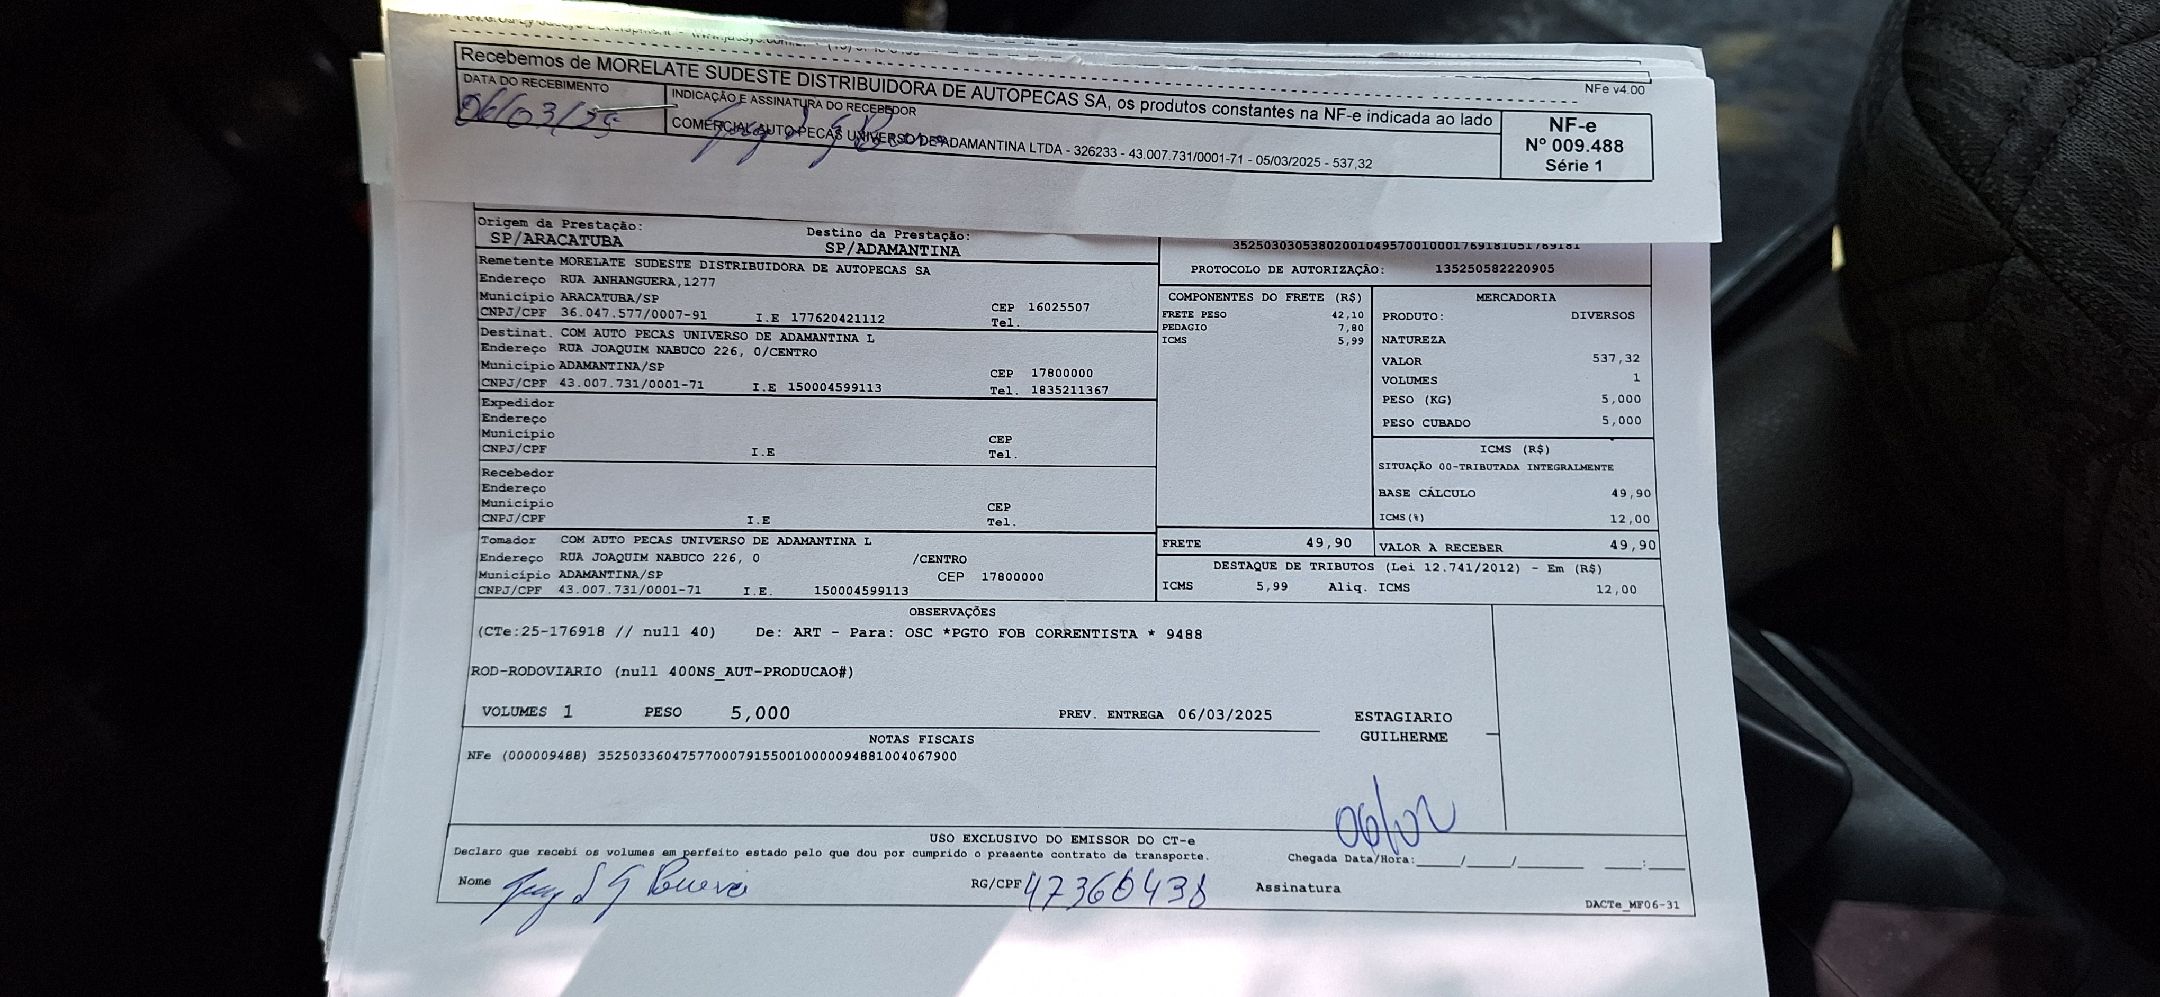 Recebemos de MORELATE SUDESTE DISTRIBUIDORA DE AUTOPECAS SA, os produtos constantes na NF-e indicada ao lado
NFe v4.00
DATA DO RECEBIMENTO
06/03/25
INDICAÇÃO E ASSINATURA DO RECEBEDOR
COMERCIAL AUTO PECAS UNIVERSO DE ADAMANTINA LTDA - 326233 - 43.007.731/0001-71 - 05/03/2025 - 537,32
NF-e
Nº 009.488
Série 1
Origem da Prestação:
SP/ARACATUBA
Destino da Prestação:
SP/ADAMANTINA
PROTOCOLO DE AUTORIZAÇÃO: 135250582220905
Remetente MORELATE SUDESTE DISTRIBUIDORA DE AUTOPECAS SA
Endereço RUA ANHANGUERA,1277
Município ARACATUBA/SP CEP 16025507
CNPJ/CPF 36.047.577/0007-91 I.E 177620421112 Tel.
Destinat. COM AUTO PECAS UNIVERSO DE ADAMANTINA L
Endereço RUA JOAQUIM NABUCO 226, 0/CENTRO
Município ADAMANTINA/SP CEP 17800000
CNPJ/CPF 43.007.731/0001-71 I.E 150004599113 Tel. 1835211367
Expedidor
Endereço
Município CEP
CNPJ/CPF I.E Tel.
Recebedor
Endereço
Município CEP
CNPJ/CPF I.E Tel.
Tomador COM AUTO PECAS UNIVERSO DE ADAMANTINA L
Endereço RUA JOAQUIM NABUCO 226, 0 /CENTRO
Município ADAMANTINA/SP CEP 17800000
CNPJ/CPF 43.007.731/0001-71 I.E. 150004599113
COMPONENTES DO FRETE (R$)
FRETE PESO 42,10
PEDAGIO 7,80
ICMS 5,99
MERCADORIA
PRODUTO: DIVERSOS
NATUREZA
VALOR 537,32
VOLUMES 1
PESO (KG) 5,000
PESO CUBADO 5,000
ICMS (R$)
SITUAÇÃO 00-TRIBUTADA INTEGRALMENTE
BASE CÁLCULO 49,90
ICMS(%) 12,00
FRETE 49,90
VALOR A RECEBER 49,90
DESTAQUE DE TRIBUTOS (Lei 12.741/2012) - Em (R$)
ICMS 5,99 Aliq. ICMS 12,00
OBSERVAÇÕES
(CTe:25-176918 // null 40) De: ART - Para: OSC *PGTO FOB CORRENTISTA * 9488
ROD-RODOVIARIO (null 400NS_AUT-PRODUCAO#)
VOLUMES 1 PESO 5,000 PREV. ENTREGA 06/03/2025
ESTAGIARIO
GUILHERME
NOTAS FISCAIS
NFe (000009488) 35250336047577000791550010000094881004067900
USO EXCLUSIVO DO EMISSOR DO CT-e
Declaro que recebi os volumes em perfeito estado pelo que dou por cumprido o presente contrato de transporte.
Chegada Data/Hora:____/____/______ ___:___
Nome
RG/CPF 47360438
Assinatura
DACTe_MF06-31